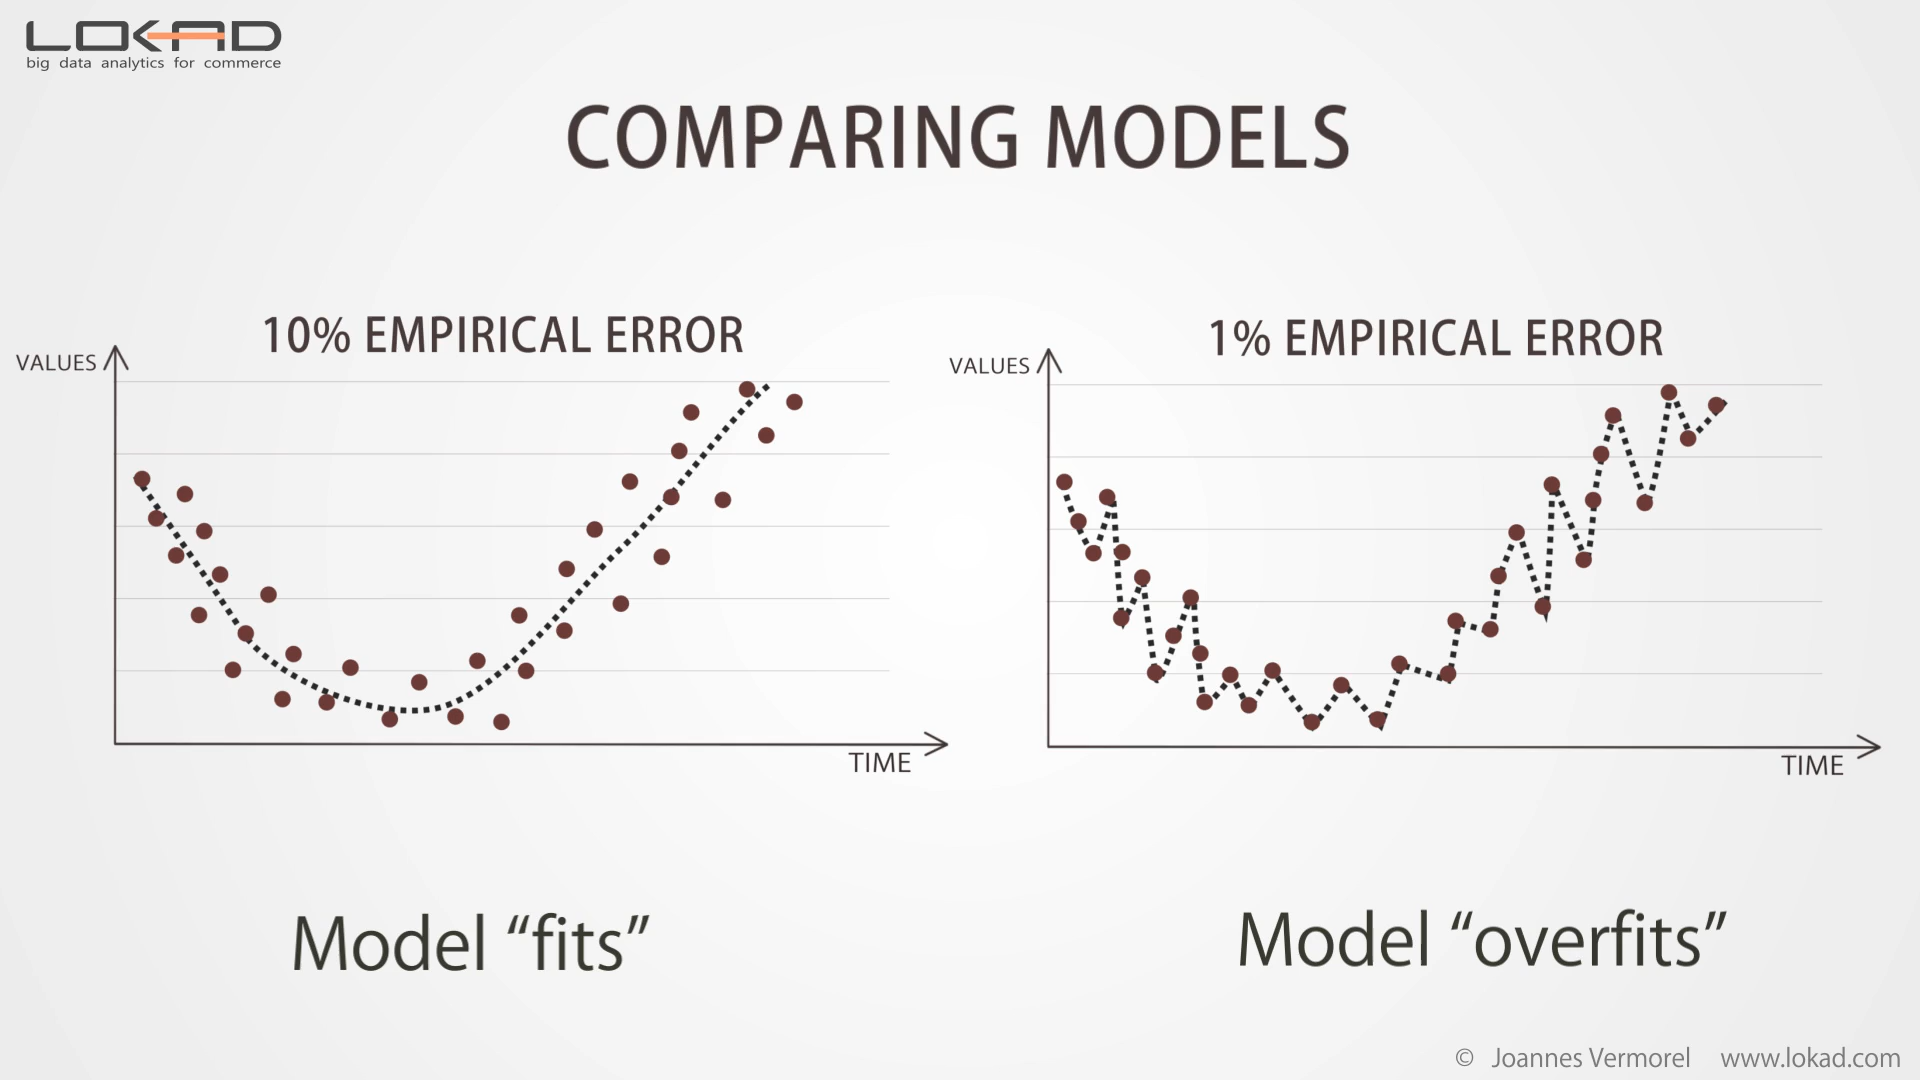 LOKAD
big data analytics for commerce
COMPARING MODELS
10% EMPIRICAL ERROR
VALUES
TIME
Model “fits”
1% EMPIRICAL ERROR
VALUES
TIME
Model “overfits”
© Joannes Vermorel www.lokad.com